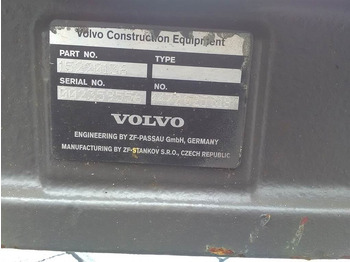 Volvo Construction Equipment
PART NO. TYPE
SERIAL NO. NO.
VOLVO
ENGINEERING BY ZF-PASSAU GmbH, GERMANY
MANUFACTURING BY ZF-STANKOV S.R.O., CZECH REPUBLIC